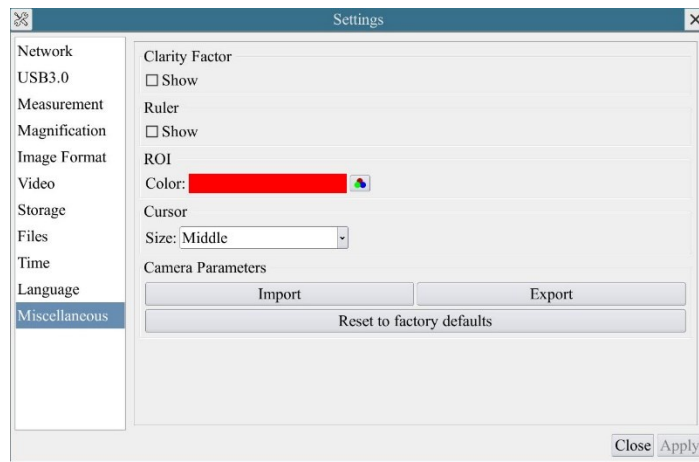 Settings
Network
USB3.0
Measurement
Magnification
Image Format
Video
Storage
Files
Time
Language
Miscellaneous
Clarity Factor
Show
Ruler
Show
ROI
Color:
Cursor
Size: Middle
Camera Parameters
Import Export
Reset to factory defaults
Close Apply